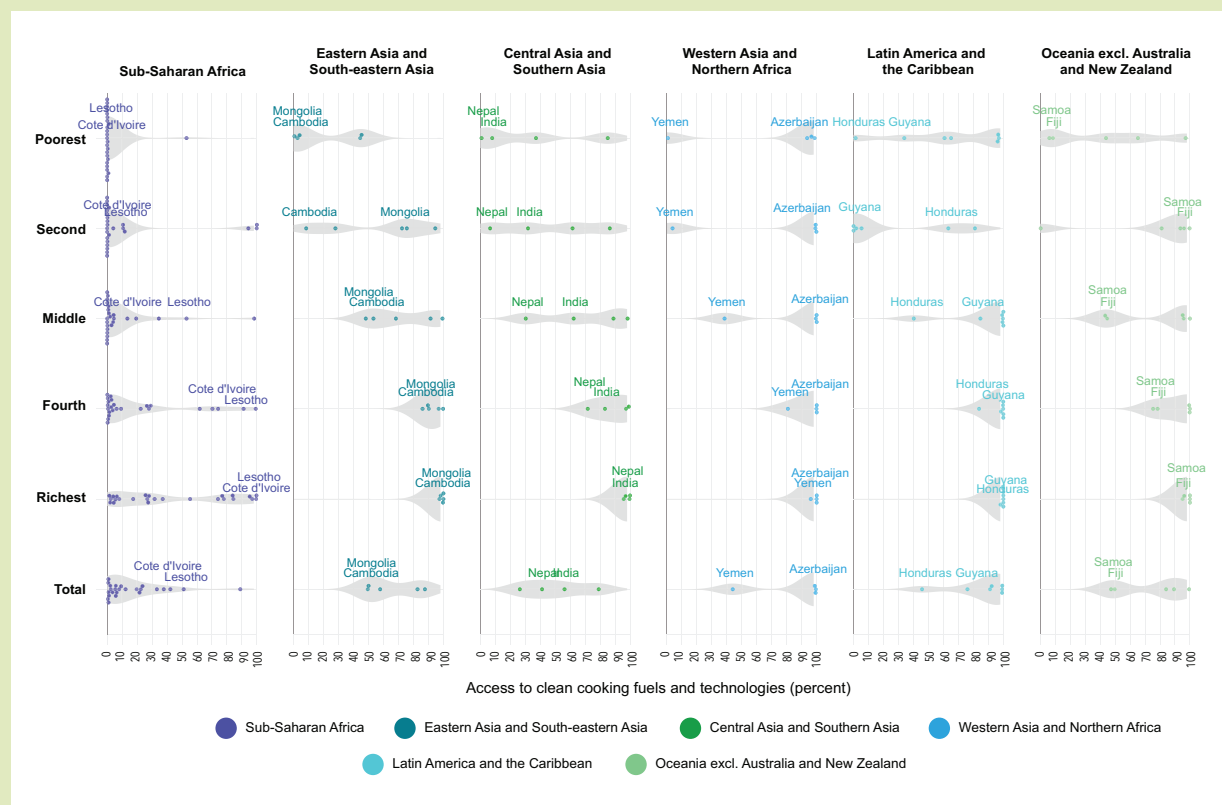 Sub-Saharan Africa
Eastern Asia and
South-eastern Asia
Central Asia and
Southern Asia
Western Asia and
Northern Africa
Latin America and
the Caribbean
Oceania excl. Australia
and New Zealand
Poorest
Lesotho
Cote d'Ivoire
Mongolia
Cambodia
Nepal
India
Yemen
Azerbaijan
Honduras Guyana
Samoa
Fiji
Second
Cote d'Ivoire
Lesotho
Cambodia
Mongolia
Nepal
India
Yemen
Azerbaijan
Guyana
Honduras
Samoa
Fiji
Middle
Cote d'Ivoire
Lesotho
Mongolia
Cambodia
Nepal
India
Yemen
Azerbaijan
Honduras
Guyana
Samoa
Fiji
Fourth
Cote d'Ivoire
Lesotho
Mongolia
Cambodia
Nepal
India
Azerbaijan
Yemen
Honduras
Guyana
Samoa
Fiji
Richest
Lesotho
Cote d'Ivoire
Mongolia
Cambodia
Nepal
India
Azerbaijan
Yemen
Guyana
Honduras
Samoa
Fiji
Total
Cote d'Ivoire
Lesotho
Mongolia
Cambodia
Nepal
India
Yemen
Azerbaijan
Honduras Guyana
Samoa
Fiji
0 10 20 30 40 50 60 70 80 90 100
0 10 20 30 40 50 60 70 80 90 100
0 10 20 30 40 50 60 70 80 90 100
0 10 20 30 40 50 60 70 80 90 100
0 10 20 30 40 50 60 70 80 90 100
0 10 20 30 40 50 60 70 80 90 100
Access to clean cooking fuels and technologies (percent)
Sub-Saharan Africa
Eastern Asia and South-eastern Asia
Central Asia and Southern Asia
Western Asia and Northern Africa
Latin America and the Caribbean
Oceania excl. Australia and New Zealand